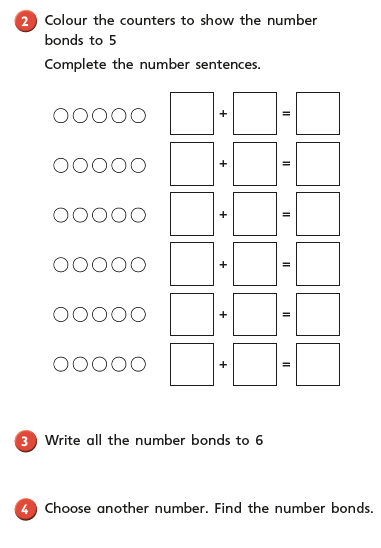 2 Colour the counters to show the number
bonds to 5
Complete the number sentences.
+ =
+ =
+ =
+ =
+ =
+ =
3 Write all the number bonds to 6
4 Choose another number. Find the number bonds.